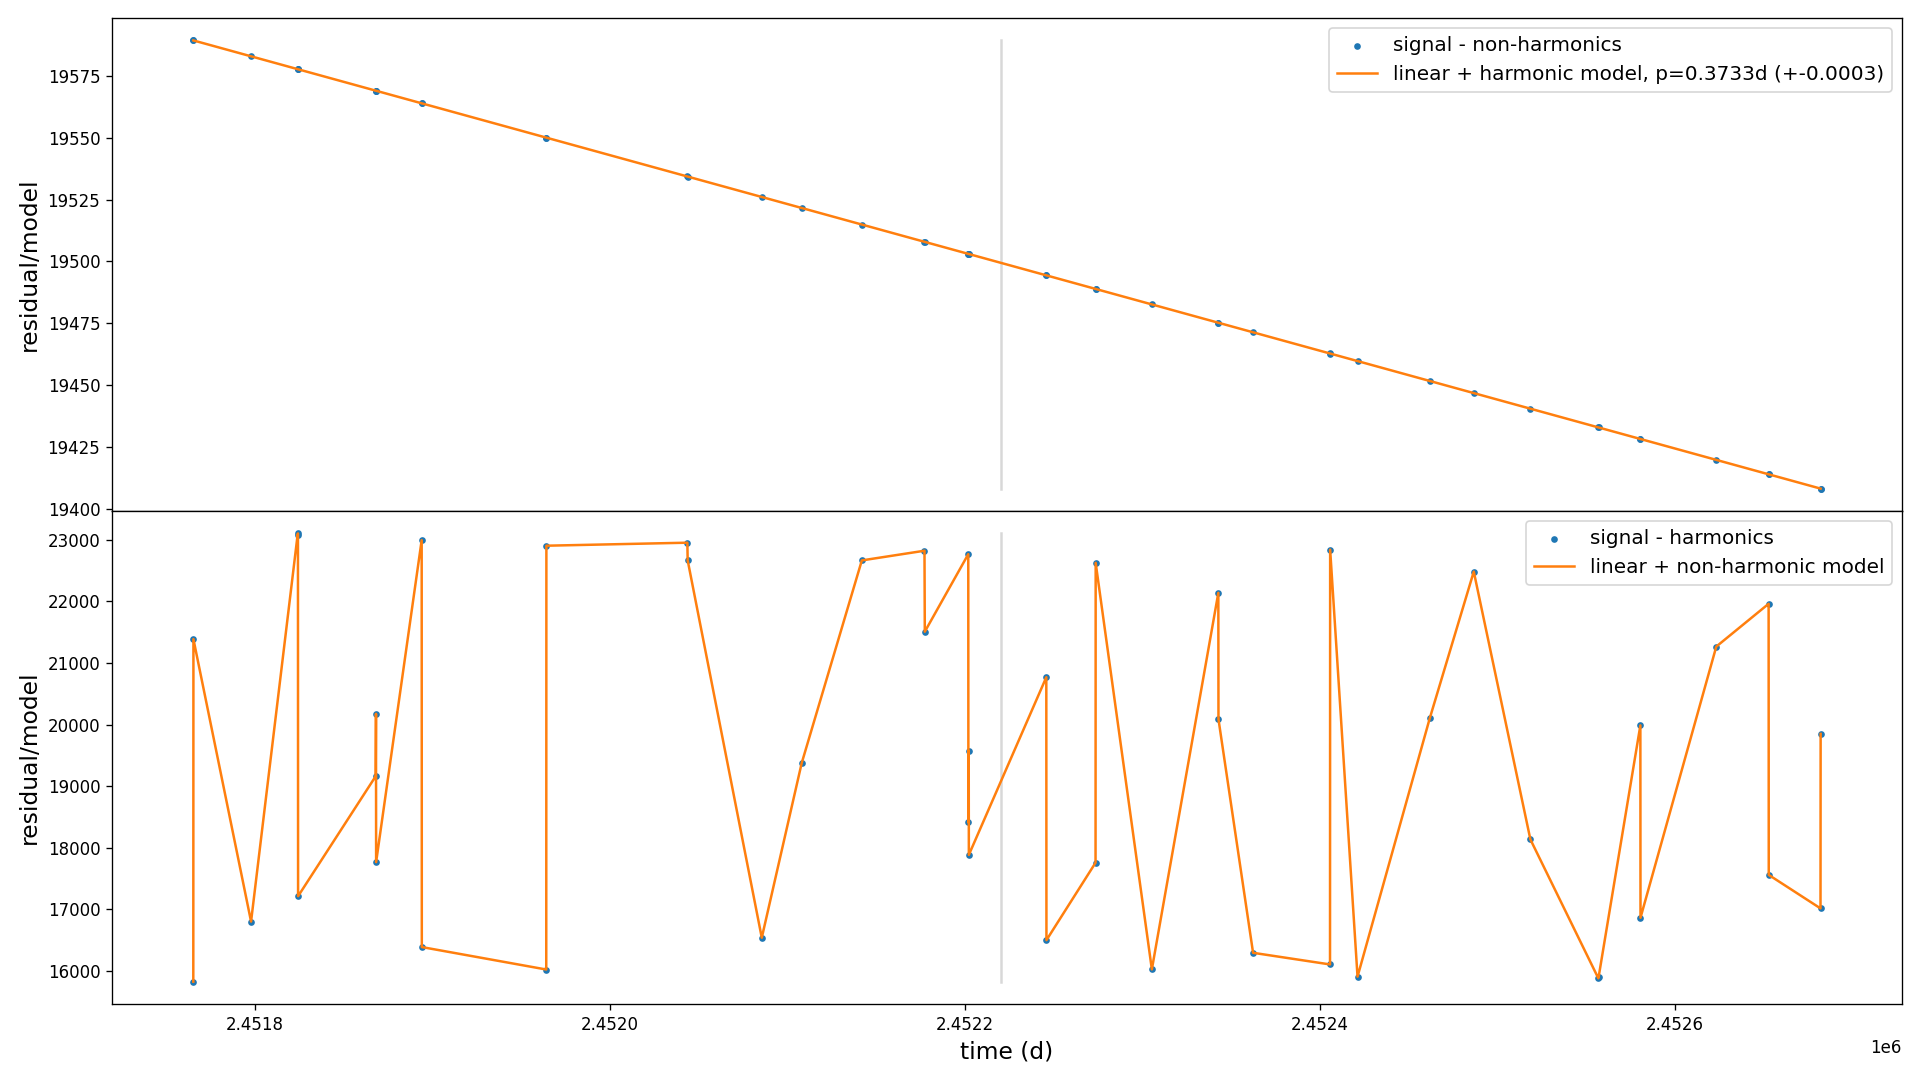 signal - non-harmonics
linear + harmonic model, p=0.3733d (+-0.0003)
residual/model
19575
19550
19525
19500
19475
19450
19425
19400
signal - harmonics
linear + non-harmonic model
residual/model
23000
22000
21000
20000
19000
18000
17000
16000
2.4518
2.4520
2.4522
2.4524
2.4526
1e6
time (d)